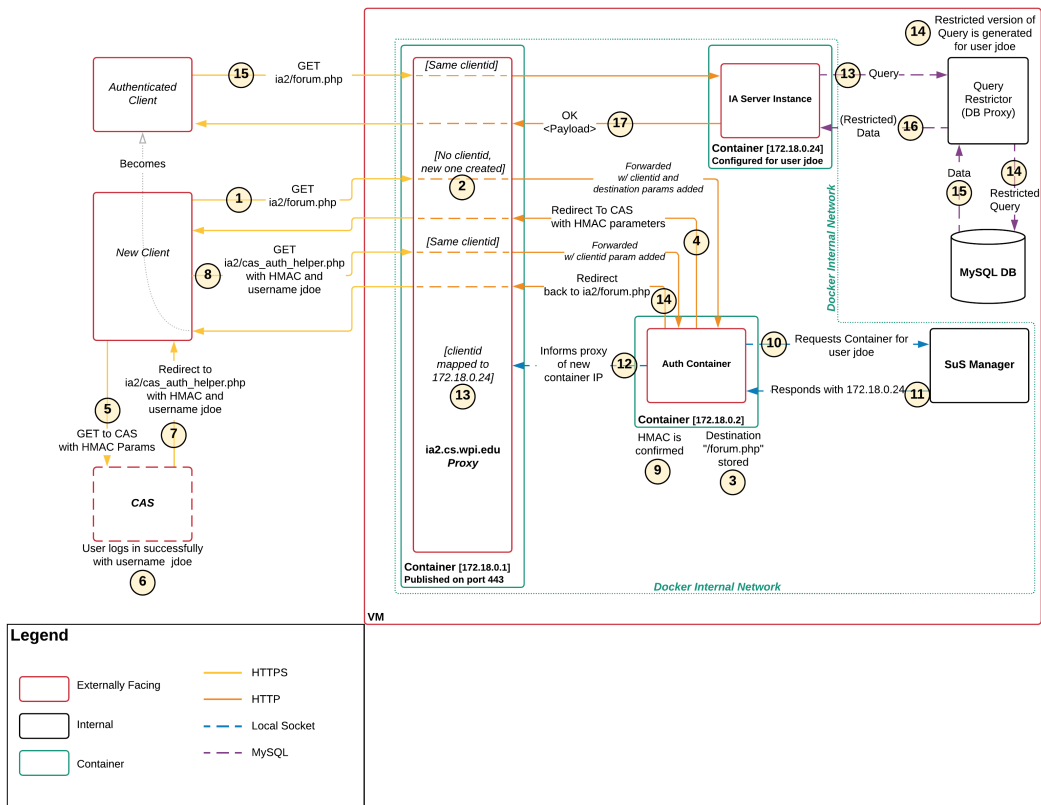 14
Restricted version of
Query is generated
for user jdoe
Authenticated
Client
15
GET
ia2/forum.php
[Same clientid]
IA Server Instance
13
Query
Query
Restrictor
(DB Proxy)
OK
<Payload>
17
(Restricted)
Data
16
Container [172.18.0.24]
Configured for user jdoe
Becomes
[No clientid,
new one created]
2
Forwarded
w/ clientid and
destination params added
Data
15
14
Restricted
Query
1
GET
ia2/forum.php
Docker Internal Network
New Client
Redirect To CAS
with HMAC parameters
4
8
GET
ia2/cas_auth_helper.php
with HMAC and
username jdoe
[Same clientid]
Forwarded
w/ clientid param added
MySQL DB
Redirect
back to ia2/forum.php
14
[clientid
mapped to
172.18.0.24]
13
Informs proxy
of new
container IP
12
Auth Container
10
Requests Container for
user jdoe
SuS Manager
Responds with 172.18.0.24
11
Container [172.18.0.2]
Redirect to
ia2/cas_auth_helper.php
with HMAC and
username jdoe
5
GET to CAS
with HMAC Params
7
ia2.cs.wpi.edu
Proxy
HMAC is
confirmed
9
Destination
"/forum.php"
stored
3
CAS
User logs in successfully
with username jdoe
6
Container [172.18.0.1]
Published on port 443
Docker Internal Network
VM
Legend
Externally Facing
Internal
Container
HTTPS
HTTP
Local Socket
MySQL